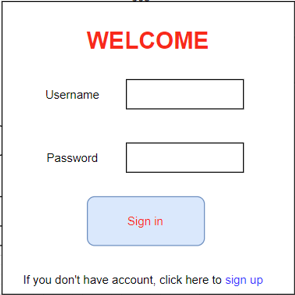 WELCOME
Username
Password
Sign in
If you don't have account, click here to sign up